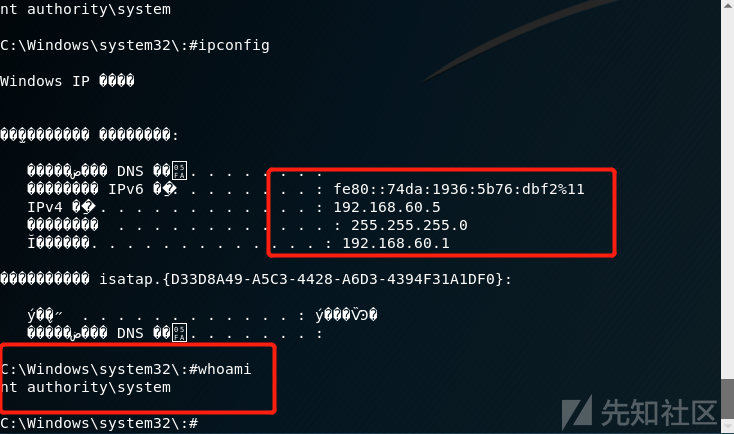 nt authority\system
C:\Windows\system32\:#ipconfig
Windows IP ����
DNS . . . . . . . . :
IPv6 . . . . . . . . : fe80::74da:1936:5b76:dbf2%11
IPv4 . . . . . . . . . . . . : 192.168.60.5
. . . . . . . . . . . . : 255.255.255.0
. . . . . . . . . . . . . : 192.168.60.1
isatap.{D33D8A49-A5C3-4428-A6D3-4394F31A1DF0}:
. . . . . . . . . . . . :
DNS . . . . . . . :
C:\Windows\system32\:#whoami
nt authority\system
C:\Windows\system32\:#
先知社区